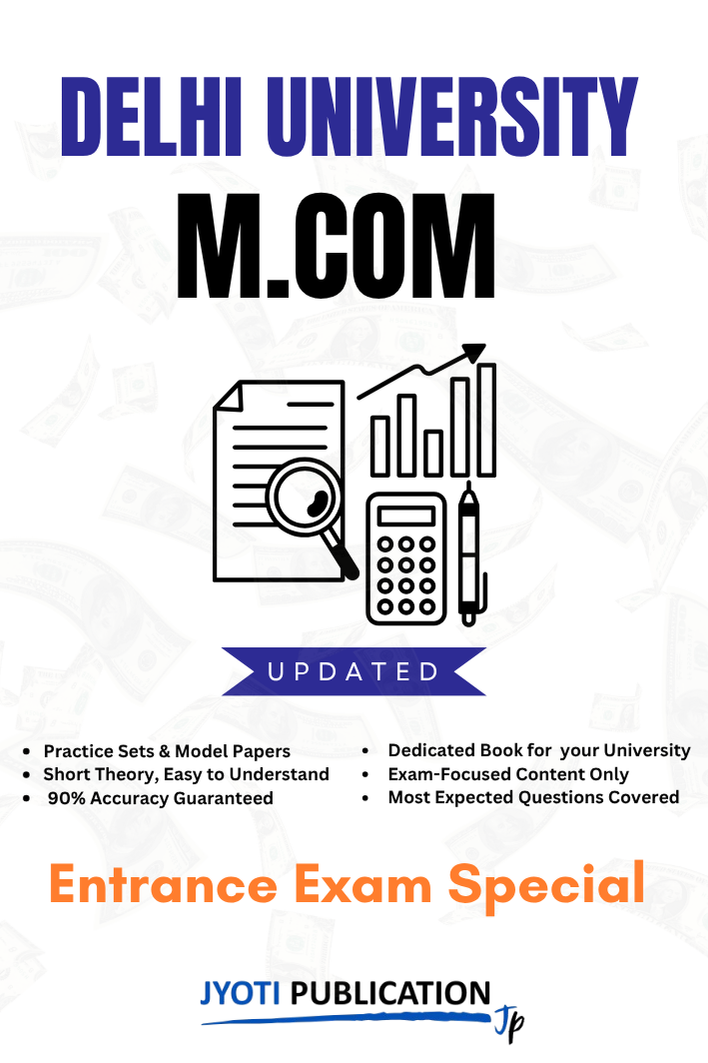 DELHI UNIVERSITY
M.COM
UPDATED
• Practice Sets & Model Papers
• Short Theory, Easy to Understand
• 90% Accuracy Guaranteed
• Dedicated Book for your University
• Exam-Focused Content Only
• Most Expected Questions Covered
Entrance Exam Special
JYOTI PUBLICATION
Jp